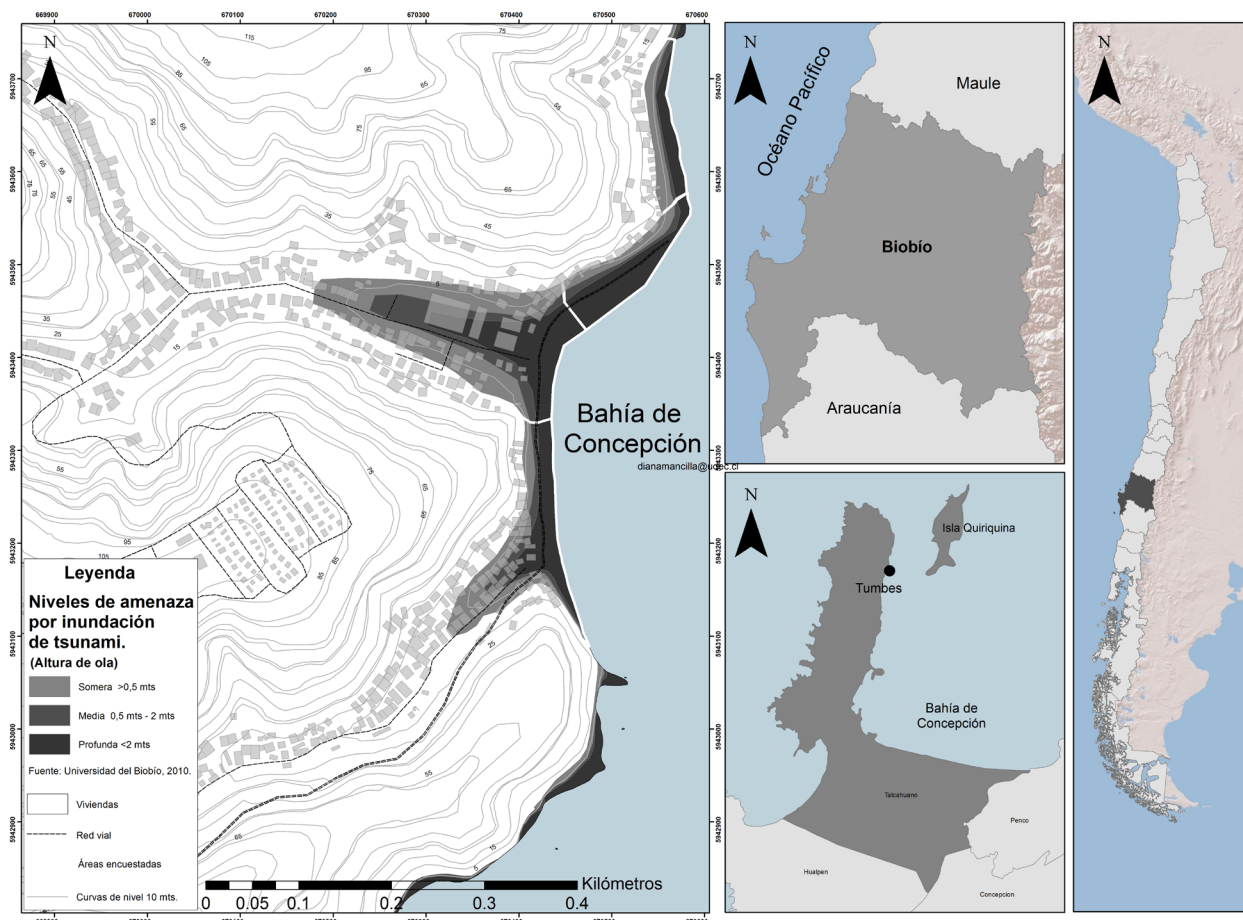 669900 670000 670100 670200 670300 670400 670500 670600
N
5943700
5943600
5943500
5943400
5943300
5943200
5943100
5943000
5942900
115
105
95
85
75
65
55
45
35
25
15
5
Bahía de
Concepción
dianamancilla@udec.cl
Leyenda
Niveles de amenaza
por inundación
de tsunami.
(Altura de ola)
Somera >0,5 mts
Media 0,5 mts - 2 mts
Profunda <2 mts
Fuente: Universidad del Biobío, 2010.
Viviendas
Red vial
Áreas encuestadas
Curvas de nivel 10 mts.
Kilómetros
0 0.05 0.1 0.2 0.3 0.4
N
Océano Pacífico
Maule
Biobío
Araucanía
N
Isla Quiriquina
Tumbes
Bahía de
Concepción
Talcahuano
Penco
Hualpen
Concepcion
N